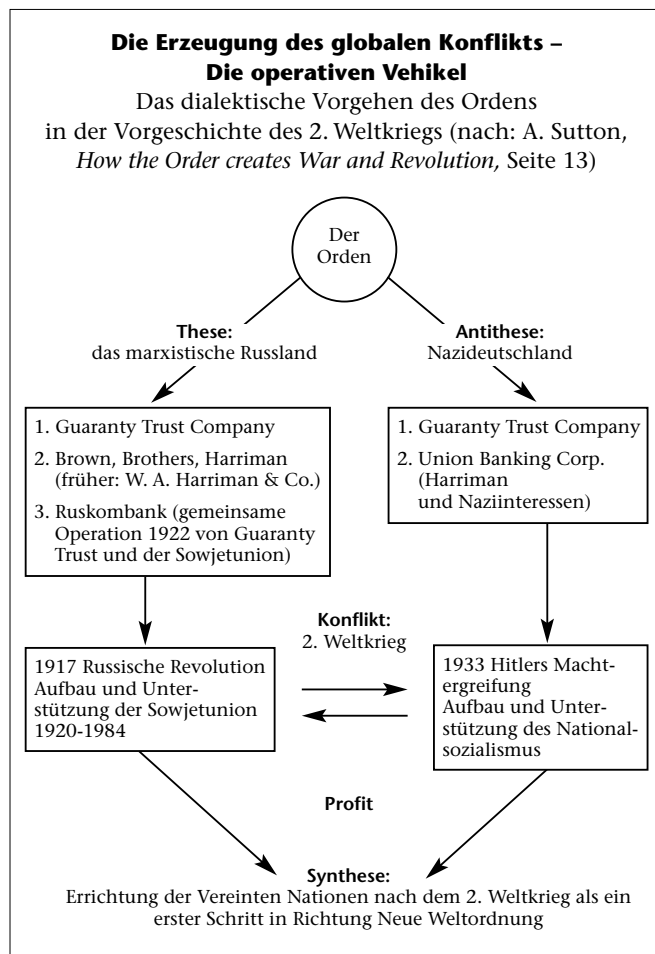 Die Erzeugung des globalen Konflikts –
Die operativen Vehikel
Das dialektische Vorgehen des Ordens
in der Vorgeschichte des 2. Weltkriegs (nach: A. Sutton,
How the Order creates War and Revolution, Seite 13)
Der
Orden
These:
das marxistische Russland
Antithese:
Nazideutschland
1. Guaranty Trust Company
2. Brown, Brothers, Harriman
(früher: W. A. Harriman & Co.)
3. Ruskombank (gemeinsame
Operation 1922 von Guaranty
Trust und der Sowjetunion)
1. Guaranty Trust Company
2. Union Banking Corp.
(Harriman
und Naziinteressen)
Konflikt:
2. Weltkrieg
1917 Russische Revolution
Aufbau und Unter-
stützung der Sowjetunion
1920-1984
1933 Hitlers Macht-
ergreifung
Aufbau und Unter-
stützung des National-
sozialismus
Profit
Synthese:
Errichtung der Vereinten Nationen nach dem 2. Weltkrieg als ein
erster Schritt in Richtung Neue Weltordnung